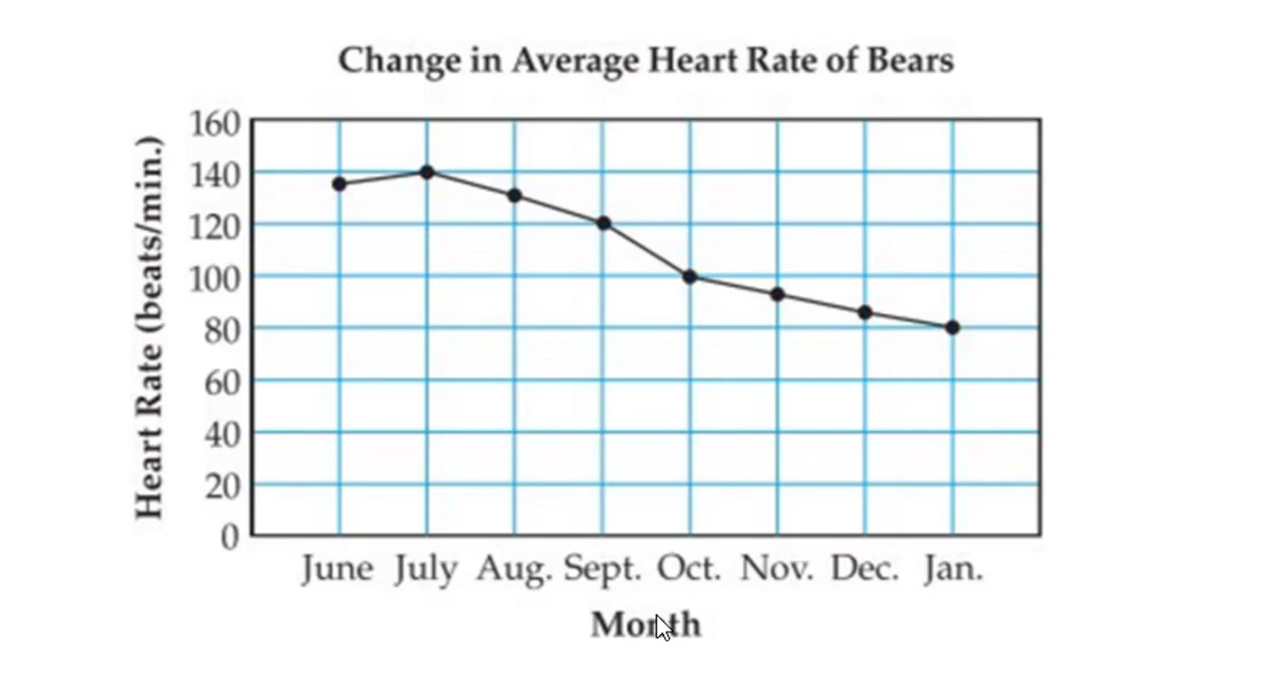 Change in Average Heart Rate of Bears
Heart Rate (beats/min.)
160
140
120
100
80
60
40
20
0
June July Aug. Sept. Oct. Nov. Dec. Jan.
Month